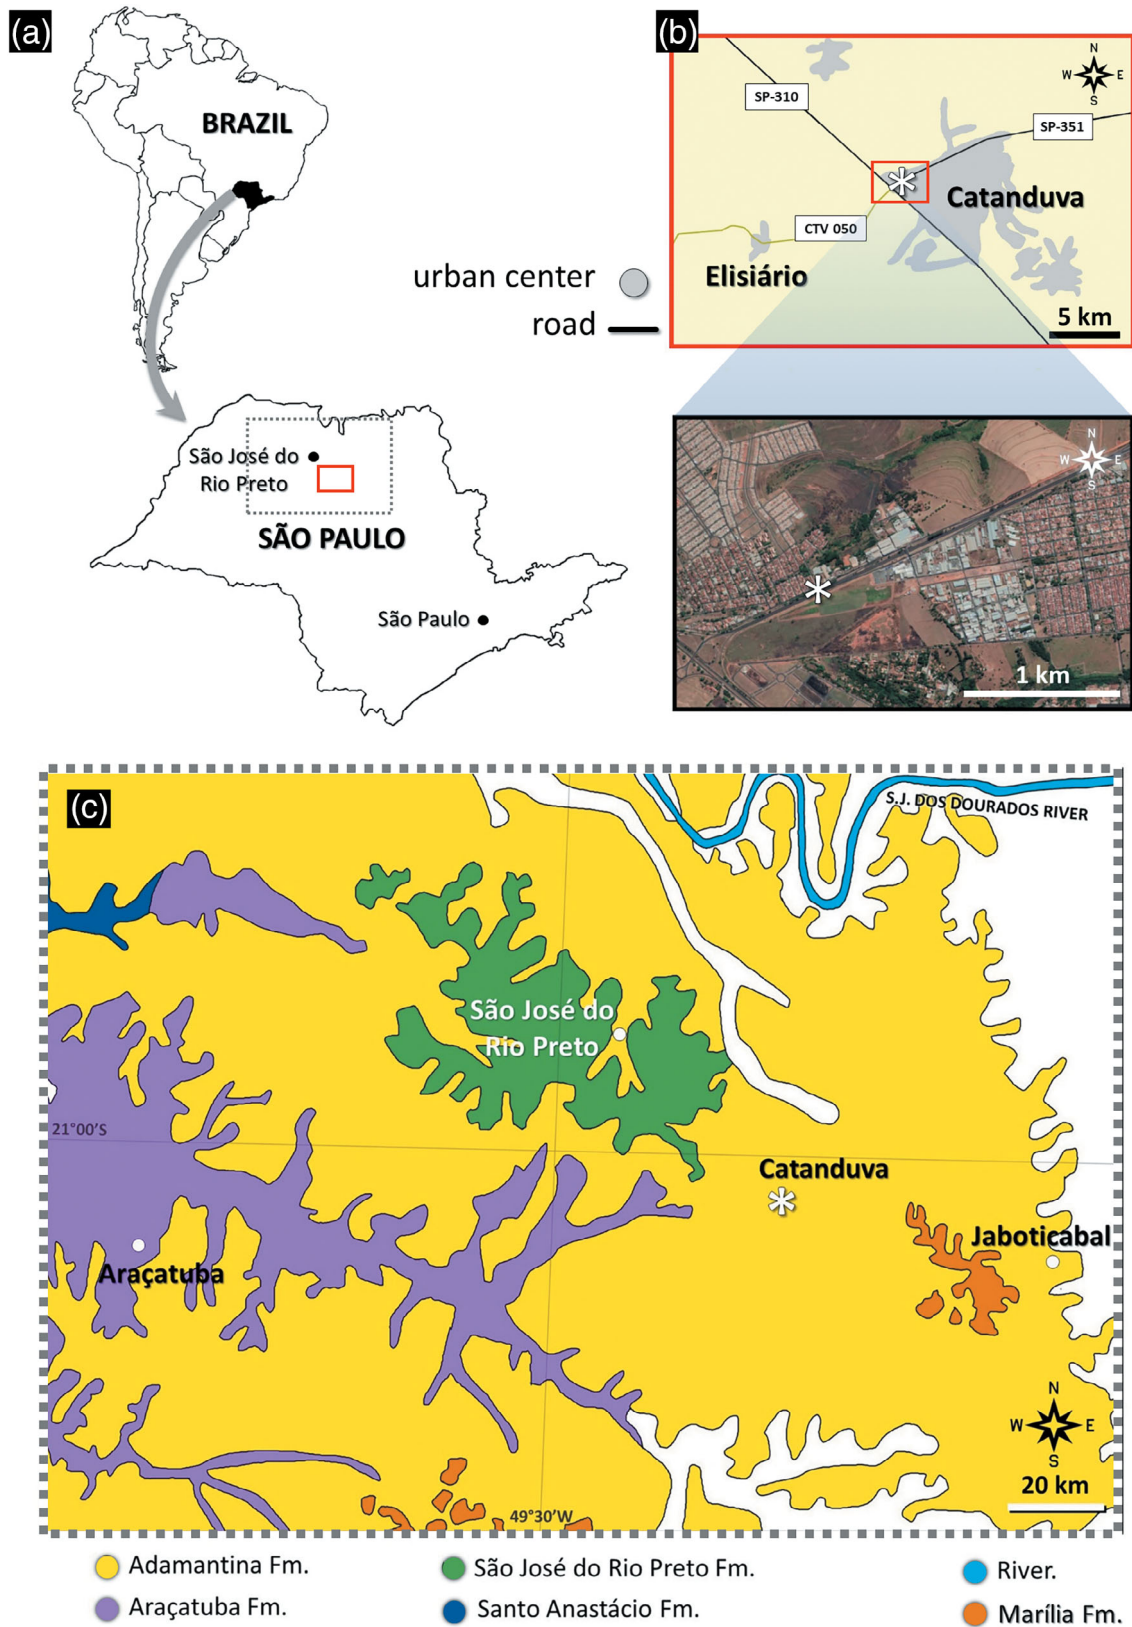 (a)
BRAZIL
urban center
road
São José do
Rio Preto
SÃO PAULO
São Paulo
(b)
N
W E
S
SP-310
SP-351
Catanduva
CTV 050
Elisiário
5 km
N
W E
S
1 km
(c)
S.J. DOS DOURADOS RIVER
São José do
Rio Preto
21°00'S
Catanduva
Jaboticabal
Araçatuba
N
W E
S
20 km
49°30'W
Adamantina Fm.
São José do Rio Preto Fm.
River.
Araçatuba Fm.
Santo Anastácio Fm.
Marília Fm.